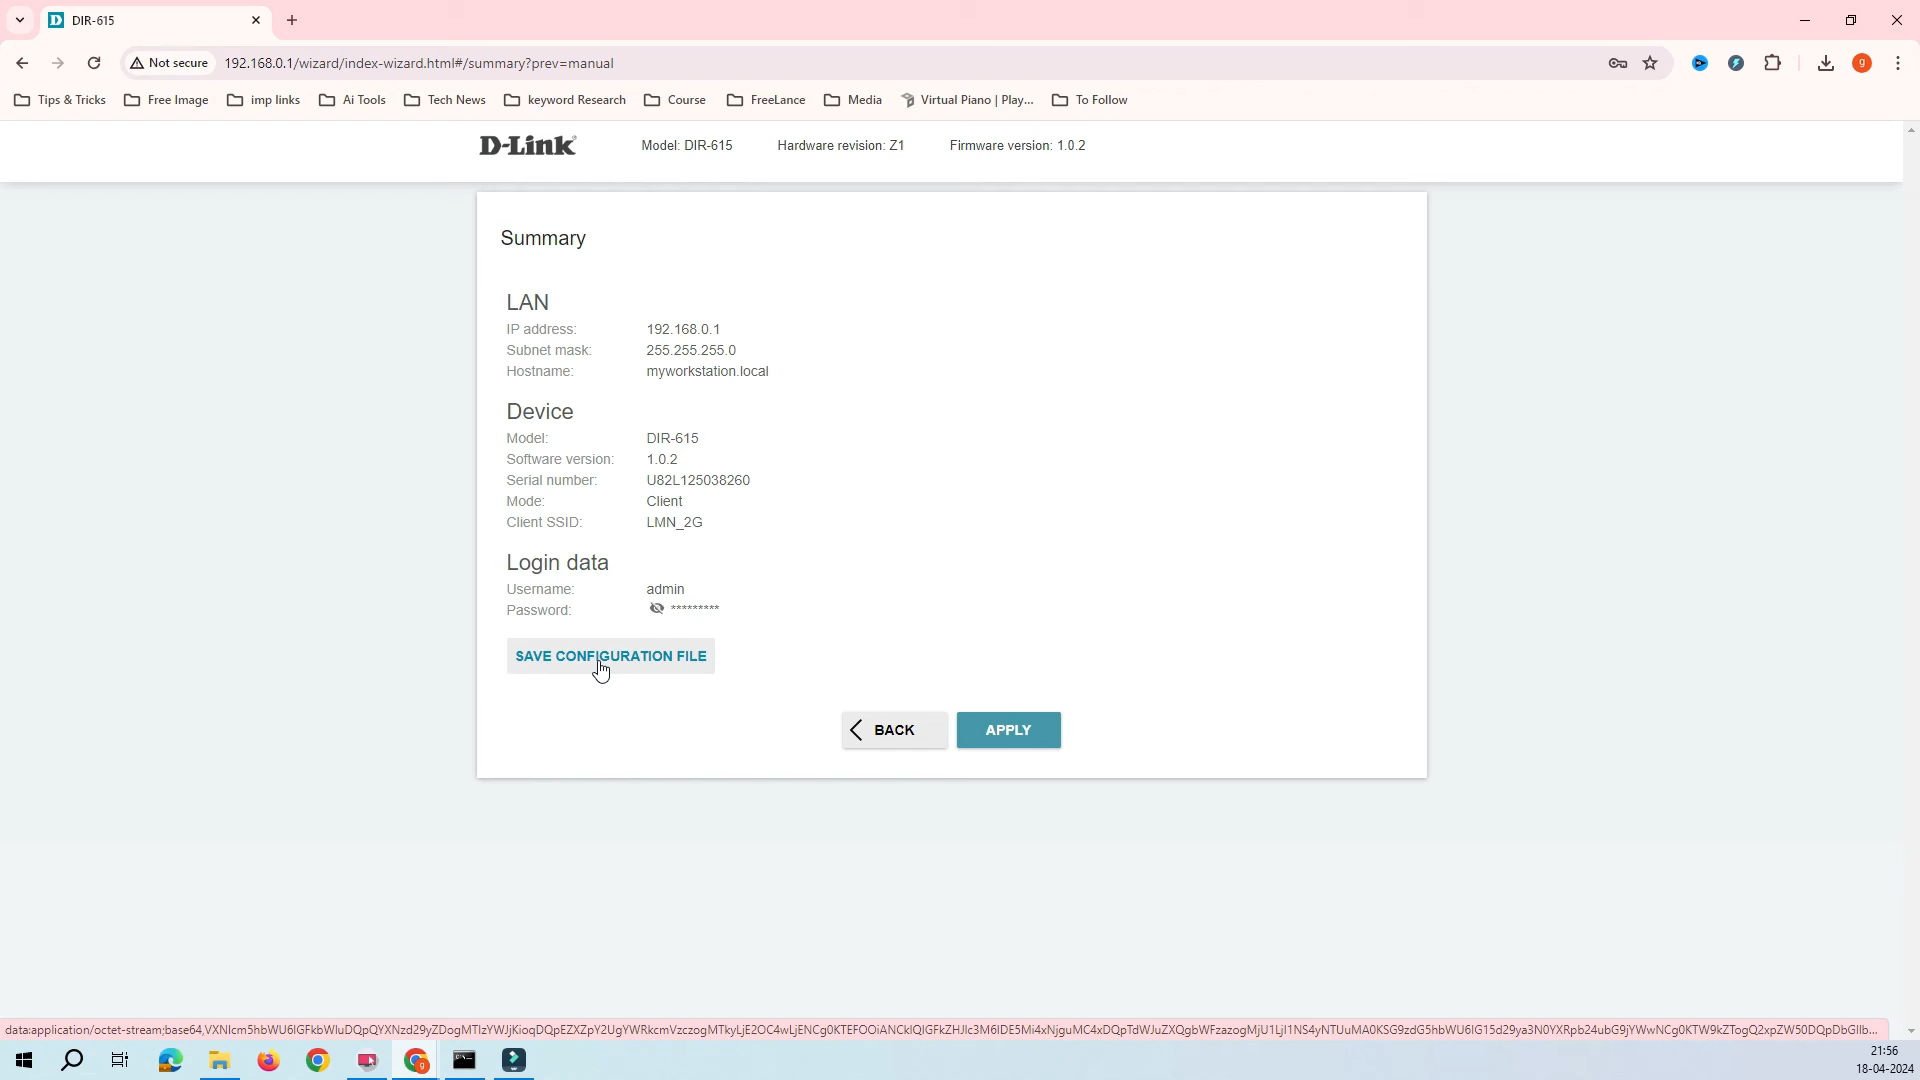 DIR-615
Not secure
192.168.0.1/wizard/index-wizard.html#/summary?prev=manual
g
Tips & Tricks
Free Image
imp links
Ai Tools
Tech News
keyword Research
Course
FreeLance
Media
Virtual Piano | Play...
To Follow
D-Link
Model: DIR-615
Hardware revision: Z1
Firmware version: 1.0.2
Summary
LAN
IP address: 192.168.0.1
Subnet mask: 255.255.255.0
Hostname: myworkstation.local
Device
Model: DIR-615
Software version: 1.0.2
Serial number: U82L125038260
Mode: Client
Client SSID: LMN_2G
Login data
Username: admin
Password: *********
SAVE CONFIGURATION FILE
BACK
APPLY
data:application/octet-stream;base64,
21:56
18-04-2024